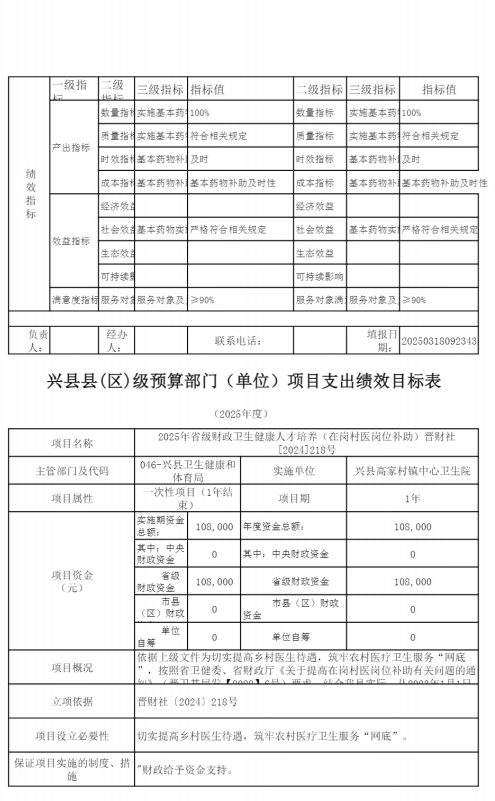 一级指标 二级指标 三级指标 指标值 二级指标 三级指标 指标值
绩效指标
产出指标
数量指标 实施基本药物 100% 数量指标 实施基本药物 100%
质量指标 实施基本药 符合相关规定 质量指标 实施基本药 符合相关规定
时效指标 基本药物补助 及时 时效指标 基本药物补助 及时
成本指标 基本药物补助 基本药物补助及时性 成本指标 基本药物补助 基本药物补助及时性
效益指标
经济效益 经济效益
社会效益 基本药物实 严格符合相关规定 社会效益 基本药物实 严格符合相关规定
生态效益 生态效益
可持续影 可持续影响
满意度指标 服务对象 服务对象及 ≥90% 服务对象满 服务对象及 ≥90%
负责人: 经办人: 联系电话: 填报日期: 20250318092343
兴县县(区)级预算部门（单位）项目支出绩效目标表
（2025年度）
项目名称 2025年省级财政卫生健康人才培养（在岗村医岗位补助）晋财社
[2024]218号
主管部门及代码 046-兴县卫生健康和体育局 实施单位 兴县高家村镇中心卫生院
项目属性 一次性项目（1年结束） 项目期 1年
项目资金（元）
实施期资金总额: 108,000 年度资金总额: 108,000
其中: 中央财政资金 0 其中: 中央财政资金 0
省级财政资金 108,000 省级财政资金 108,000
市县（区）财政 0 市县（区）财政资金 0
单位自筹 0 单位自筹 0
项目概况 依据上级文件为切实提高乡村医生待遇，筑牢农村医疗卫生服务“网底
”，按照省卫健委、省财政厅《关于提高在岗村医岗位补助有关问题的通
立项依据 晋财社〔2024〕218号
项目设立必要性 切实提高乡村医生待遇，筑牢农村医疗卫生服务“网底”。
保证项目实施的制度、措施 "财政给予资金支持。